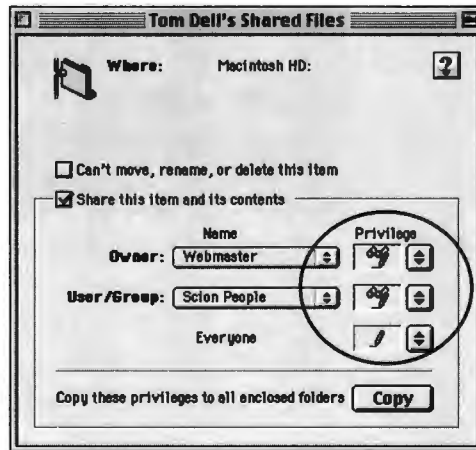 Tom Dell's Shared Files
Where: Macintosh HD:
?
Can't move, rename, or delete this item
Share this item and its contents
Name Privilege
Owner: Webmaster
User/Group: Scion People
Everyone
Copy these privileges to all enclosed folders Copy